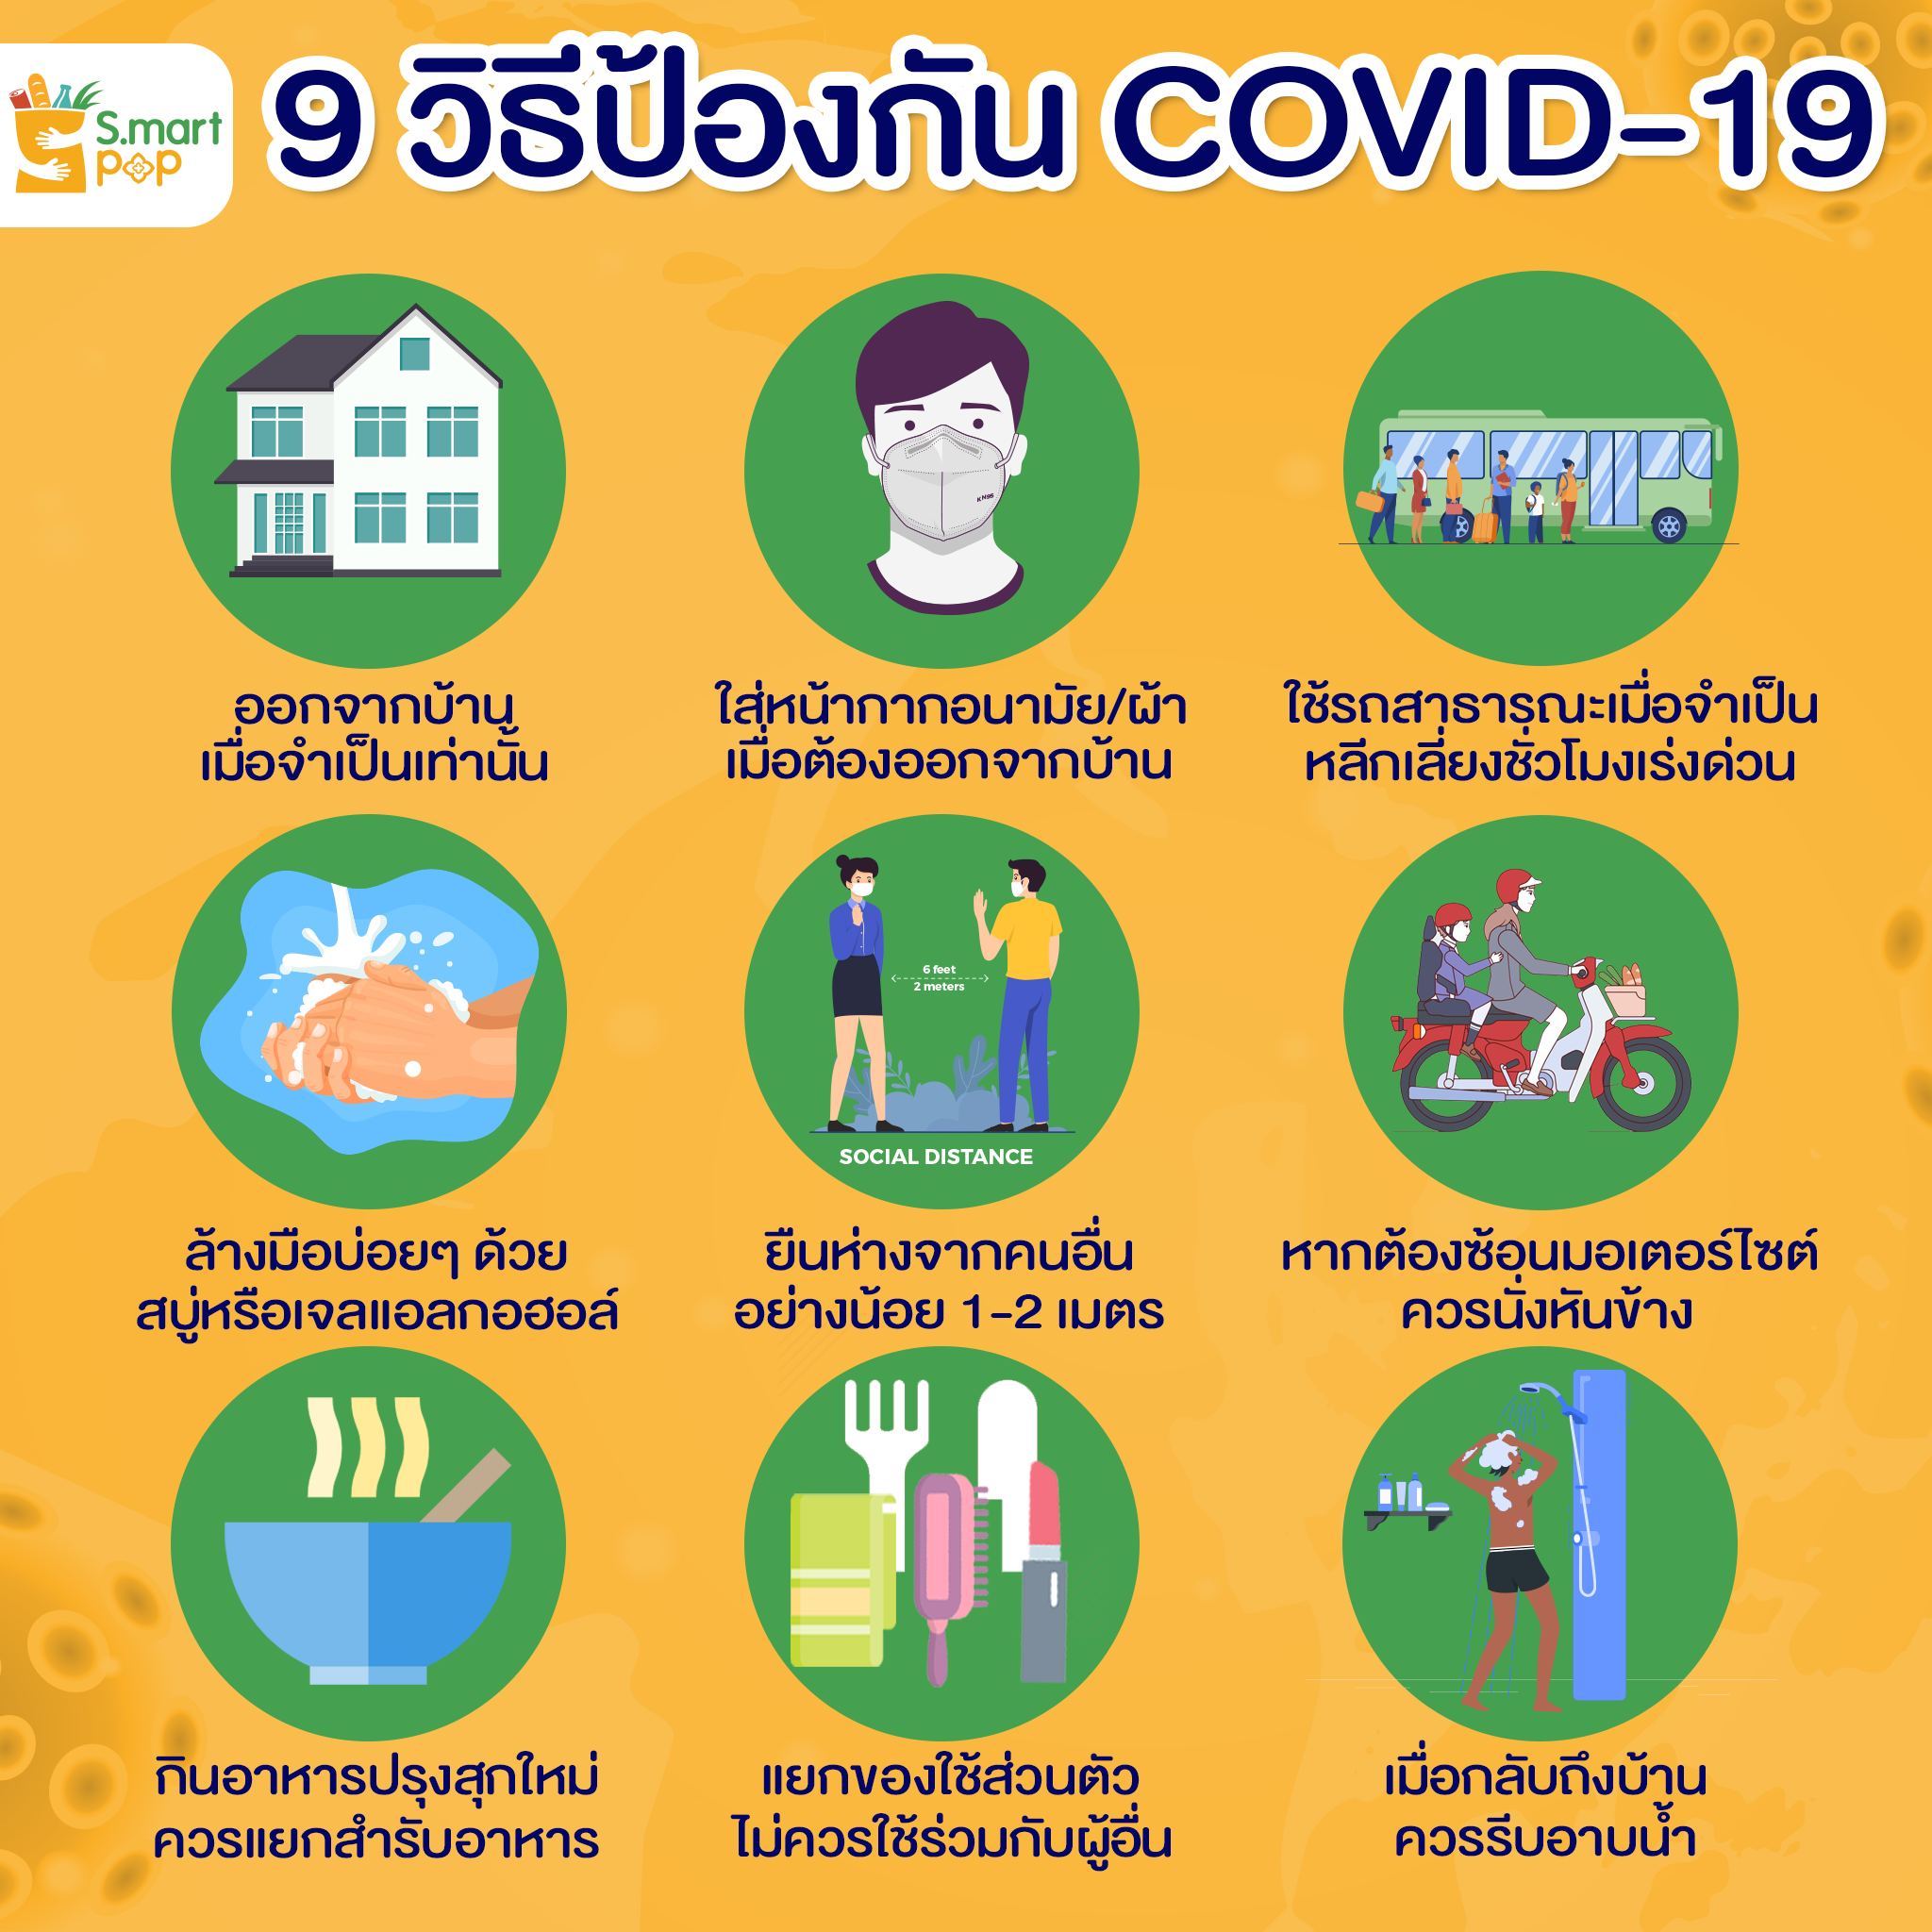 S.mart
pop
9 วิธีป้องกัน COVID-19
KN95
ออกจากบ้าน
เมื่อจำเป็นเท่านั้น
ใส่หน้ากากอนามัย/ผ้า
เมื่อต้องออกจากบ้าน
ใช้รถสาธารณะเมื่อจำเป็น
หลีกเลี่ยงชั่วโมงเร่งด่วน
6 feet
2 meters
SOCIAL DISTANCE
ล้างมือบ่อยๆ ด้วย
สบู่หรือเจลแอลกอฮอล์
ยืนห่างจากคนอื่น
อย่างน้อย 1-2 เมตร
หากต้องซ้อนมอเตอร์ไซต์
ควรนั่งหันข้าง
กินอาหารปรุงสุกใหม่
ควรแยกสำรับอาหาร
แยกของใช้ส่วนตัว
ไม่ควรใช้ร่วมกับผู้อื่น
เมื่อกลับถึงบ้าน
ควรรีบอาบน้ำ